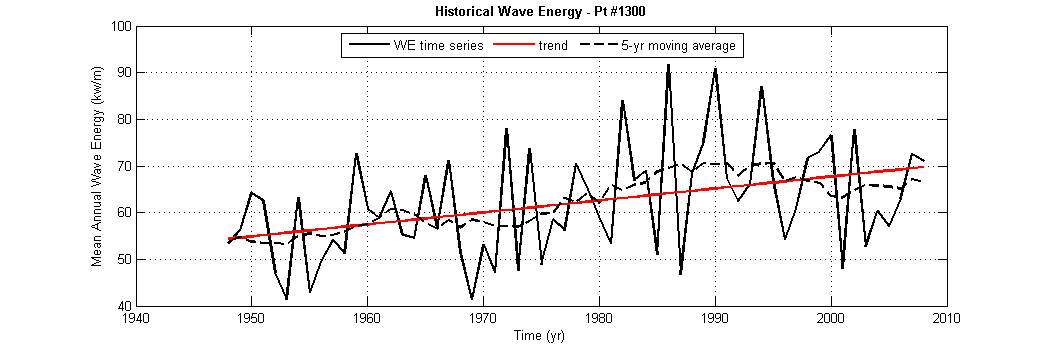 Historical Wave Energy - Pt #1300
WE time series trend 5-yr moving average
Mean Annual Wave Energy (kw/m)
100
90
80
70
60
50
40
1940 1950 1960 1970 1980 1990 2000 2010
Time (yr)